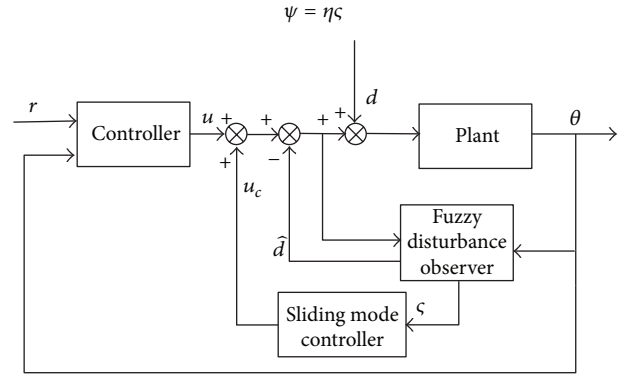 ψ = ης
r
Controller
u
+
+
u_c
+
−
d̂
+
+
d
Plant
θ
Fuzzy
disturbance
observer
ς
Sliding mode
controller